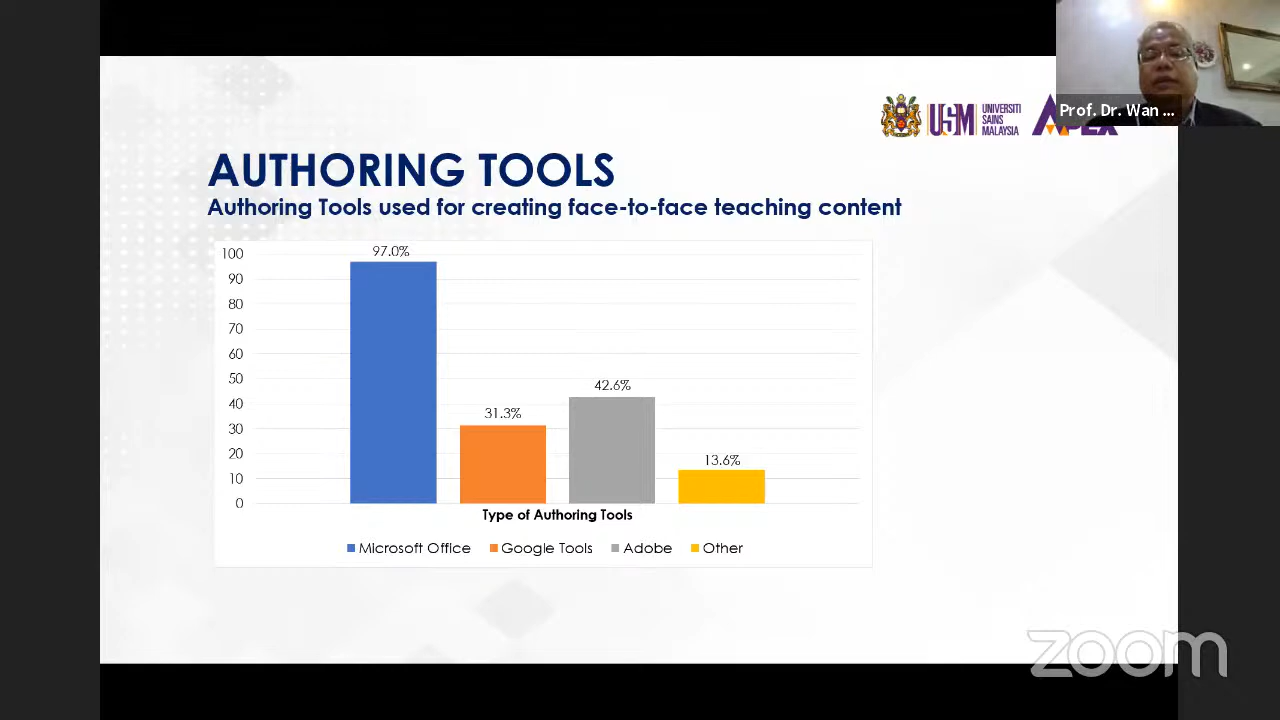 USM
UNIVERSITI
SAINS
MALAYSIA
APEX
Prof. Dr. Wan ...
AUTHORING TOOLS
Authoring Tools used for creating face-to-face teaching content
100
90
80
70
60
50
40
30
20
10
0
97.0%
31.3%
42.6%
13.6%
Type of Authoring Tools
Microsoft Office Google Tools Adobe Other
zoom